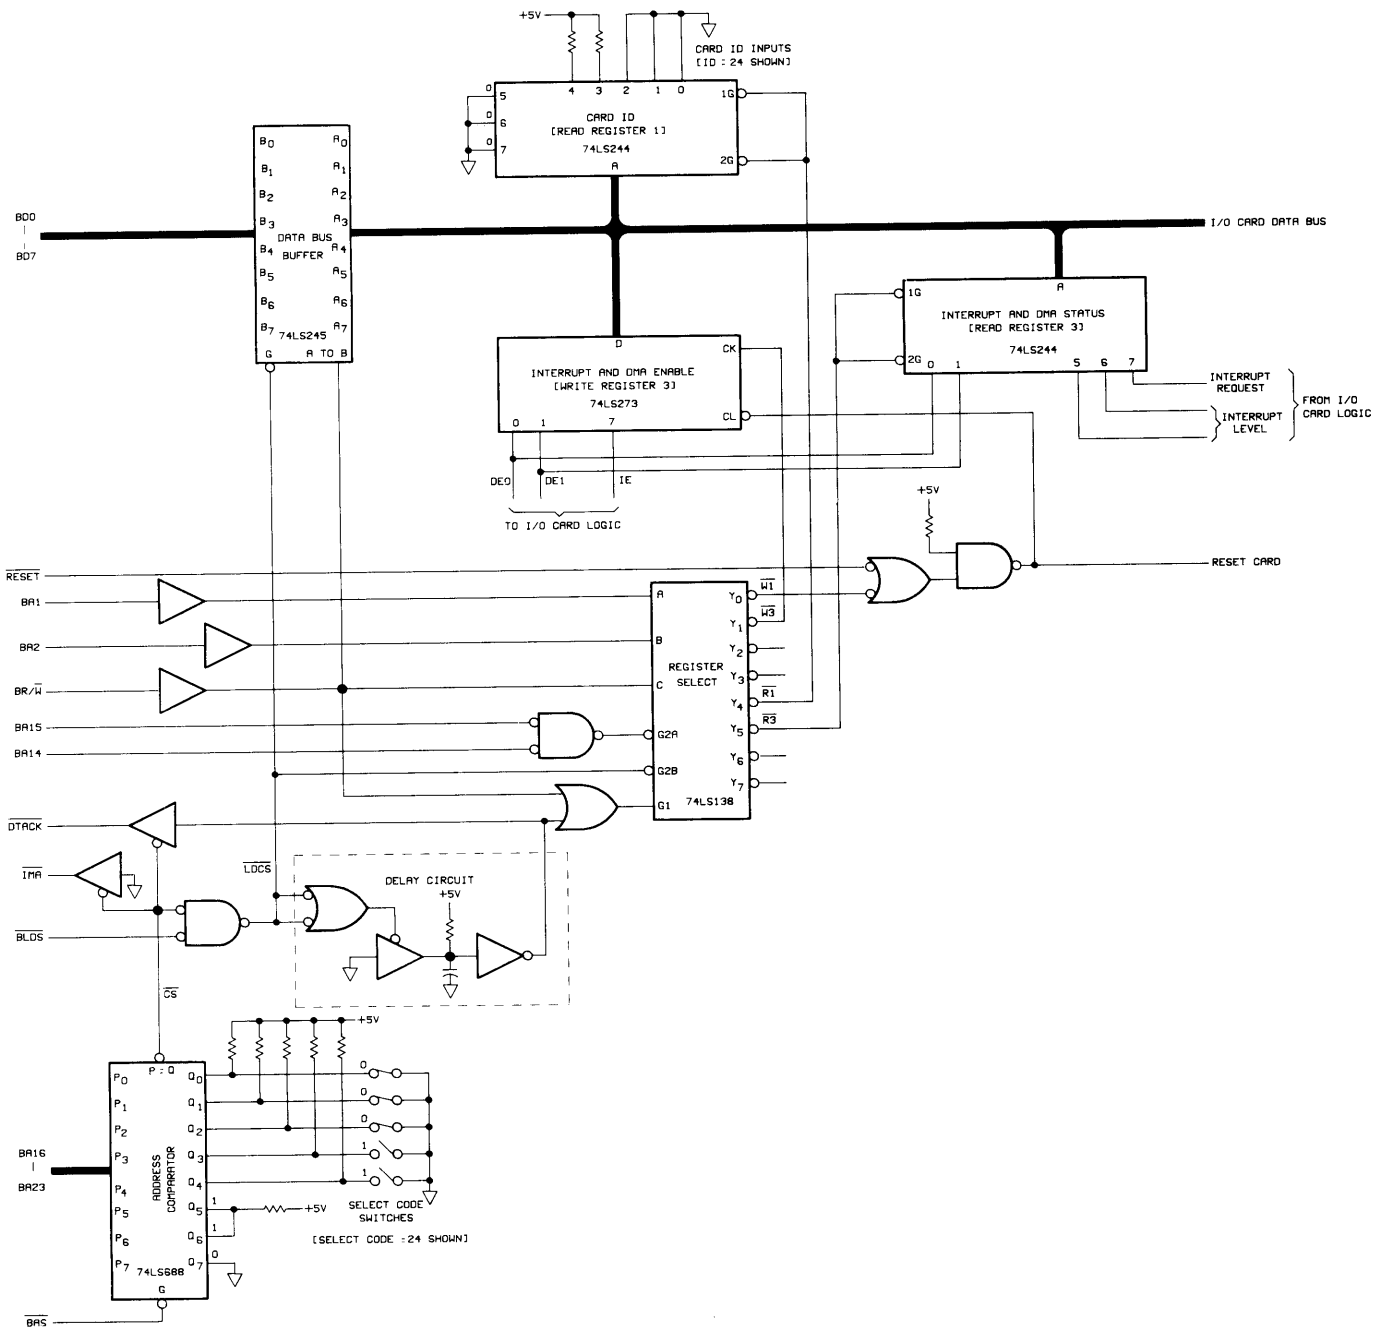 +5V
CARD ID INPUTS
[ID = 24 SHOWN]
4 3 2 1 0
0 5
0 6
0 7
1G
CARD ID
[READ REGISTER 1]
74LS244
2G
A
B0 A0
B1 A1
B2 A2
B3 A3
DATA BUS
B4 A4
BUFFER
B5 A5
B6 A6
B7 A7
74LS245
G A TO B
BD0
BD7
I/O CARD DATA BUS
A
1G
INTERRUPT AND DMA STATUS
[READ REGISTER 3]
74LS244
2G
0 1 5 6 7
INTERRUPT
REQUEST
INTERRUPT
LEVEL
FROM I/O
CARD LOGIC
D
CK
INTERRUPT AND DMA ENABLE
[WRITE REGISTER 3]
74LS273
CL
0 1 7
DE0 DE1 IE
TO I/O CARD LOGIC
+5V
RESET
RESET CARD
BA1
BA2
BR/W
BA15
BA14
A
B
C
G2A
G2B
G1
REGISTER
SELECT
74LS138
Y0 W1
Y1 W3
Y2
Y3
Y4 R1
Y5 R3
Y6
Y7
DTACK
IMA
LDCS
BLDS
DELAY CIRCUIT
+5V
CS
+5V
P = Q
P0 Q0 0
P1 Q1 0
P2 Q2 0
P3 Q3 1
P4 Q4 1
P5 Q5 1
P6 Q6 1
P7 Q7 0
ADDRESS
COMPARATOR
74LS688
G
BA16
BA23
+5V
SELECT CODE
SWITCHES
[SELECT CODE =24 SHOWN]
BAS